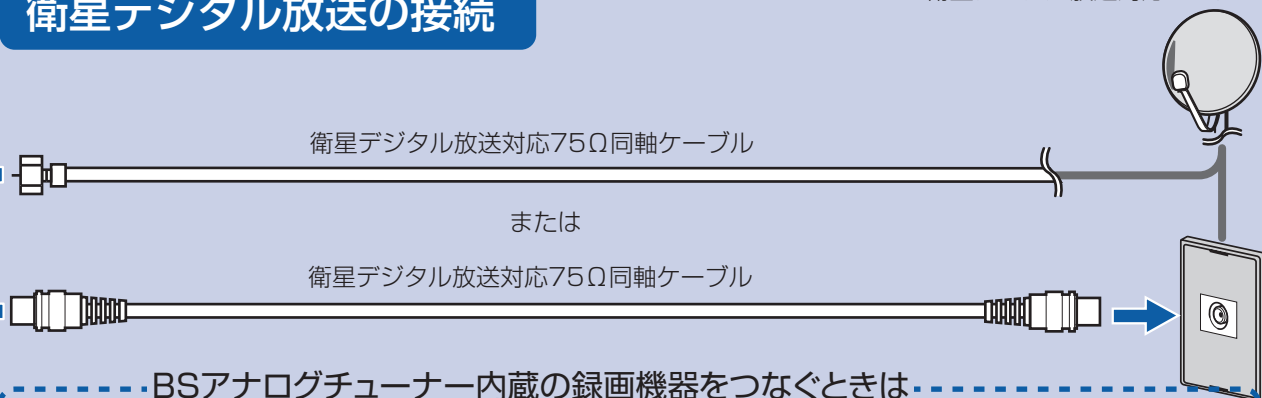 衛星デジタル放送の接続
衛星デジタル放送対応75Ω同軸ケーブル
または
衛星デジタル放送対応75Ω同軸ケーブル
BSアナログチューナー内蔵の録画機器をつなぐときは